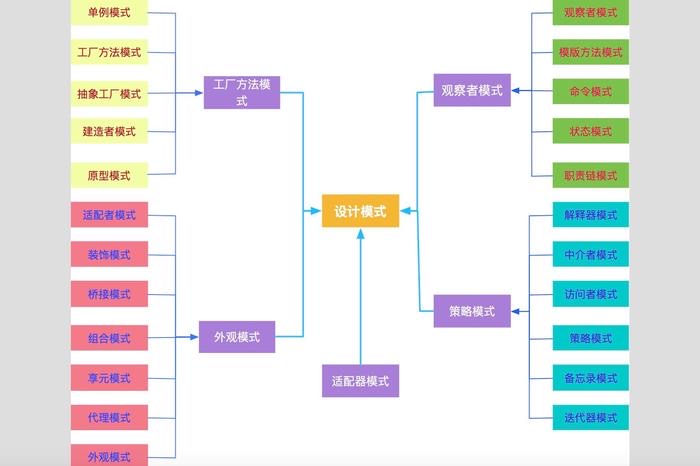 单例模式
工厂方法模式
抽象工厂模式
建造者模式
原型模式
适配者模式
装饰模式
桥接模式
组合模式
享元模式
代理模式
外观模式
工厂方法模
式
外观模式
设计模式
适配器模式
观察者模式
策略模式
观察者模式
模版方法模式
命令模式
状态模式
职责链模式
解释器模式
中介者模式
访问者模式
策略模式
备忘录模式
迭代器模式